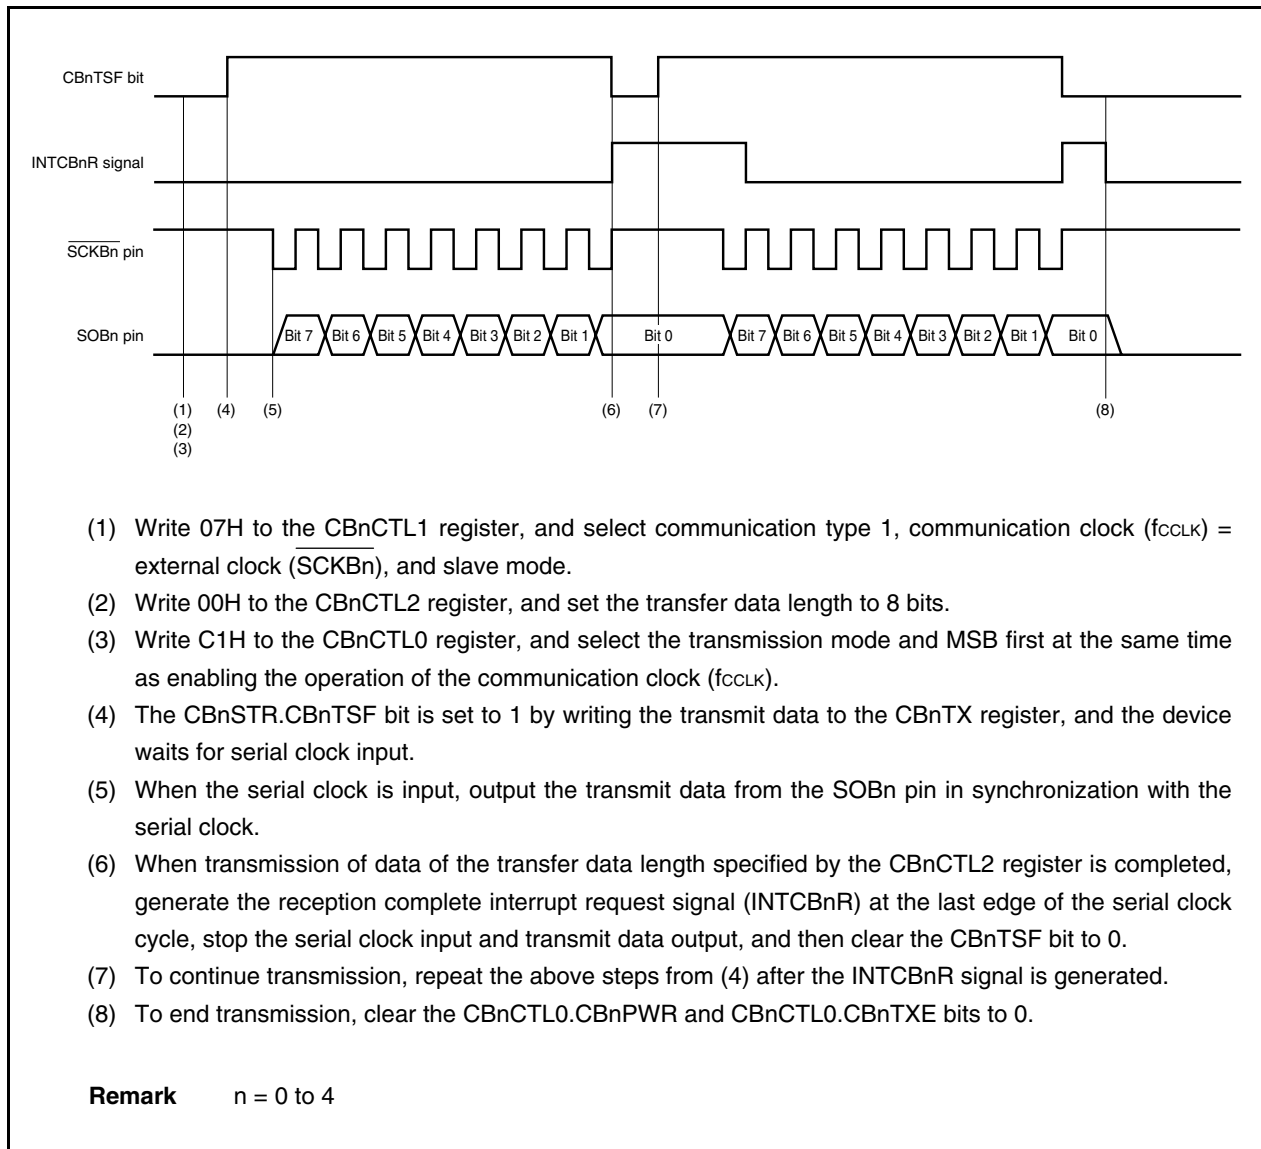 CBnTSF bit
INTCBnR signal
SCKBn pin
SOBn pin
Bit 7 Bit 6 Bit 5 Bit 4 Bit 3 Bit 2 Bit 1 Bit 0 Bit 7 Bit 6 Bit 5 Bit 4 Bit 3 Bit 2 Bit 1 Bit 0
(1) (4) (5) (6) (7) (8)
(2)
(3)
(1) Write 07H to the CBnCTL1 register, and select communication type 1, communication clock (fCCLK) =
external clock (SCKBn), and slave mode.
(2) Write 00H to the CBnCTL2 register, and set the transfer data length to 8 bits.
(3) Write C1H to the CBnCTL0 register, and select the transmission mode and MSB first at the same time
as enabling the operation of the communication clock (fCCLK).
(4) The CBnSTR.CBnTSF bit is set to 1 by writing the transmit data to the CBnTX register, and the device
waits for serial clock input.
(5) When the serial clock is input, output the transmit data from the SOBn pin in synchronization with the
serial clock.
(6) When transmission of data of the transfer data length specified by the CBnCTL2 register is completed,
generate the reception complete interrupt request signal (INTCBnR) at the last edge of the serial clock
cycle, stop the serial clock input and transmit data output, and then clear the CBnTSF bit to 0.
(7) To continue transmission, repeat the above steps from (4) after the INTCBnR signal is generated.
(8) To end transmission, clear the CBnCTL0.CBnPWR and CBnCTL0.CBnTXE bits to 0.
Remark n = 0 to 4